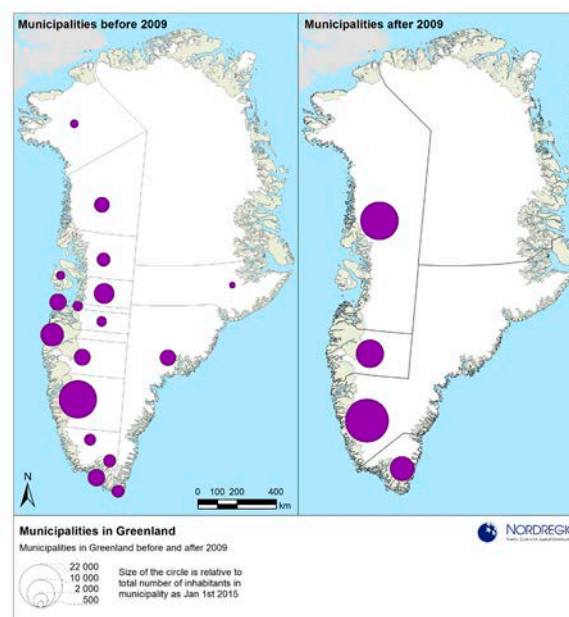 Municipalities before 2009
Municipalities after 2009
N
0 100 200 400
km
Municipalities in Greenland
Municipalities in Greenland before and after 2009
22 000
10 000
2 000
500
Size of the circle is relative to
total number of inhabitants in
municipality as Jan 1st 2015
NORDREGIO